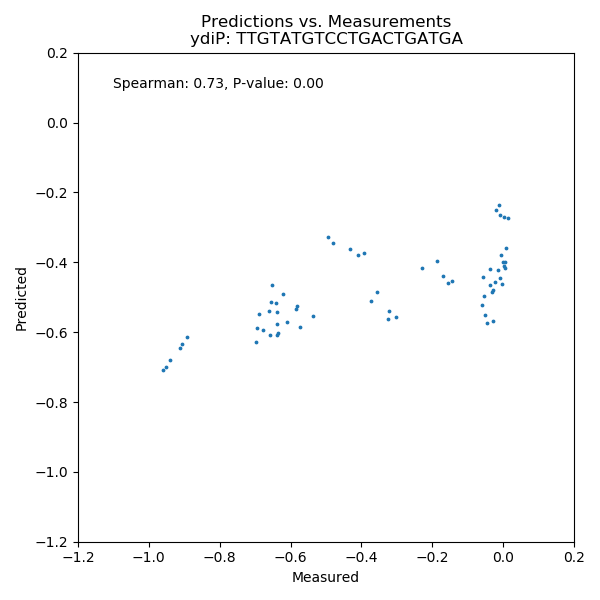 Predictions vs. Measurements
ydiP: TTGTATGTCCTGACTGATGA
Spearman: 0.73, P-value: 0.00
0.2
0.0
−0.2
−0.4
−0.6
−0.8
−1.0
−1.2
Predicted
−1.2 −1.0 −0.8 −0.6 −0.4 −0.2 0.0 0.2
Measured